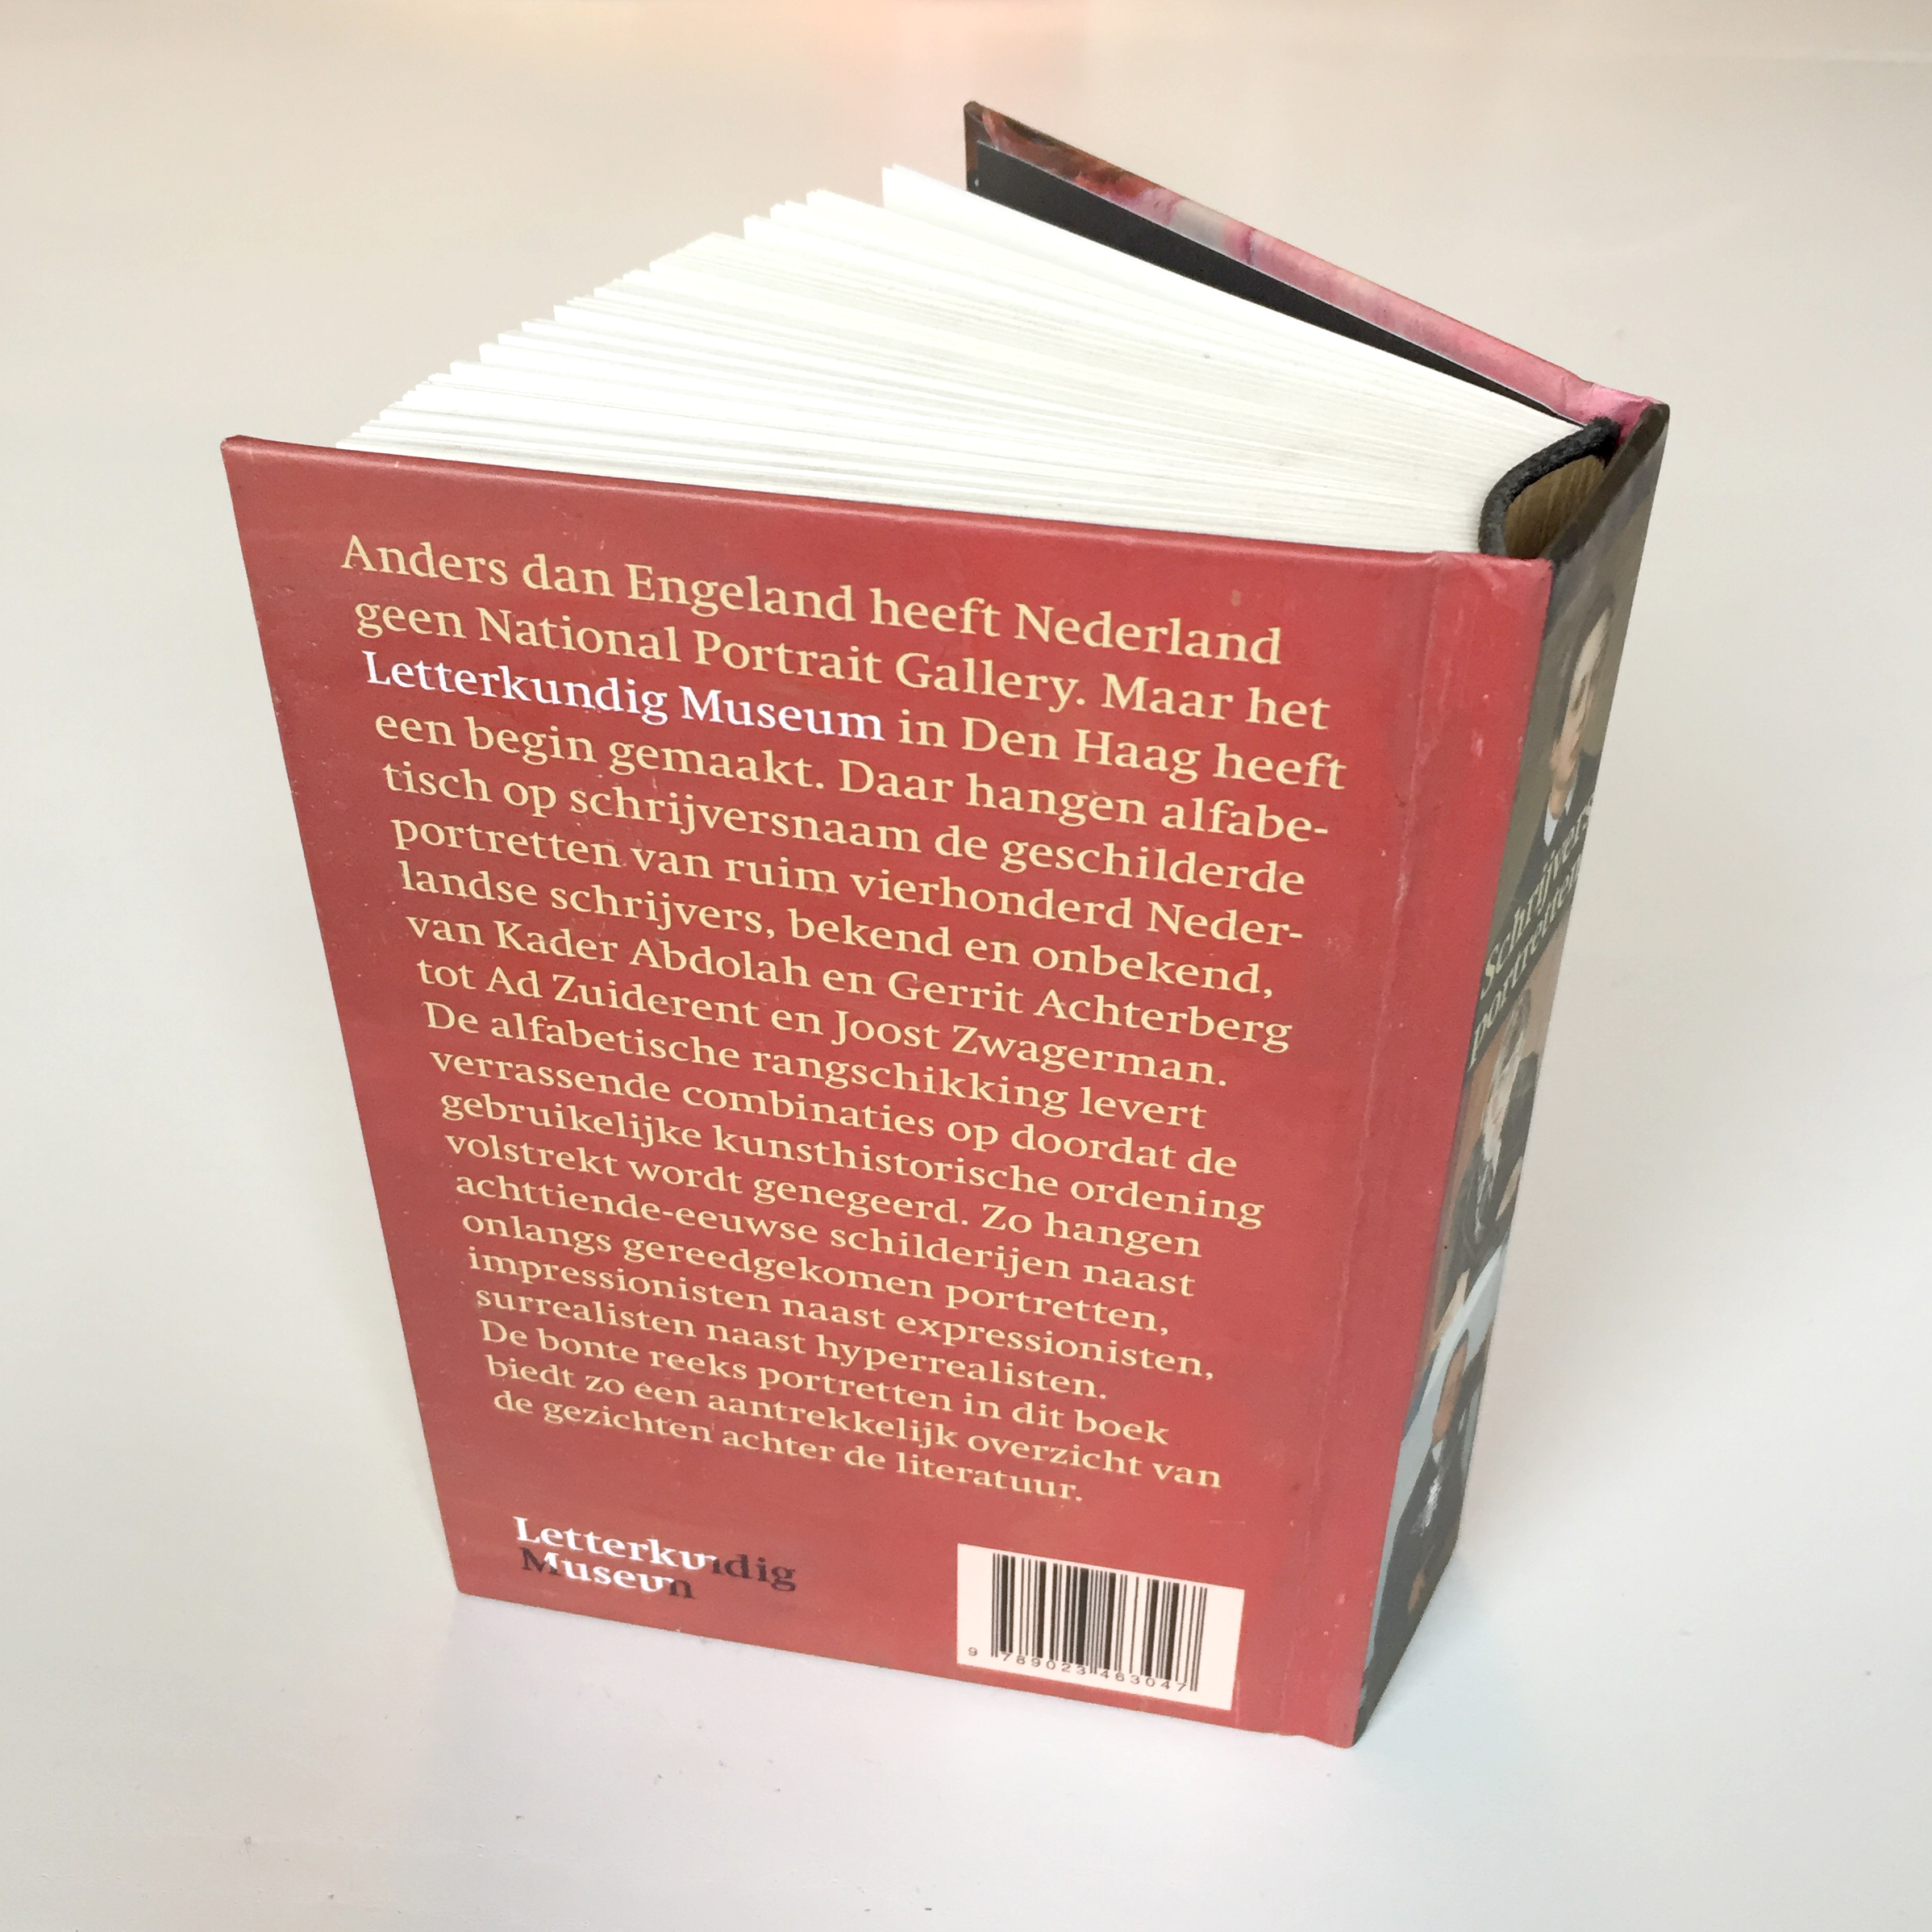 Anders dan Engeland heeft Nederland
geen National Portrait Gallery. Maar het
Letterkundig Museum in Den Haag heeft
een begin gemaakt. Daar hangen alfabe-
tisch op schrijversnaam de geschilderde
portretten van ruim vierhonderd Neder-
landse schrijvers, bekend en onbekend,
van Kader Abdolah en Gerrit Achterberg
tot Ad Zuiderent en Joost Zwagerman.
De alfabetische rangschikking levert
verrassende combinaties op doordat de
gebruikelijke kunsthistorische ordening
volstrekt wordt genegeerd. Zo hangen
achttiende-eeuwse schilderijen naast
onlangs gereedgekomen portretten,
impressionisten naast expressionisten,
surrealisten naast hyperrealisten.
De bonte reeks portretten in dit boek
biedt zo een aantrekkelijk overzicht van
de gezichten achter de literatuur.
Letterkundig
Museum
9 789023 463047
Schrijvers
portretten